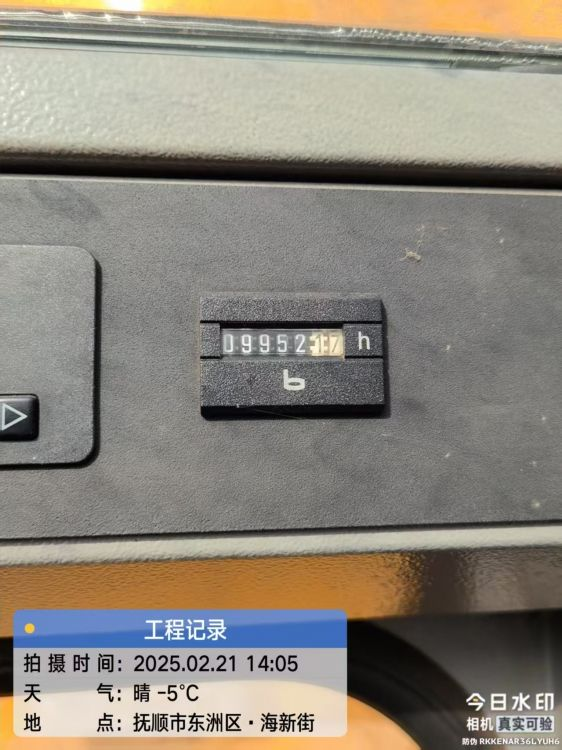 0995217 h
b
工程记录
拍摄时间：2025.02.21 14:05
天气：晴 -5℃
地点：抚顺市东洲区·海新街
今日水印
相机 真实可验
防伪 RKKENAR36LYUH6